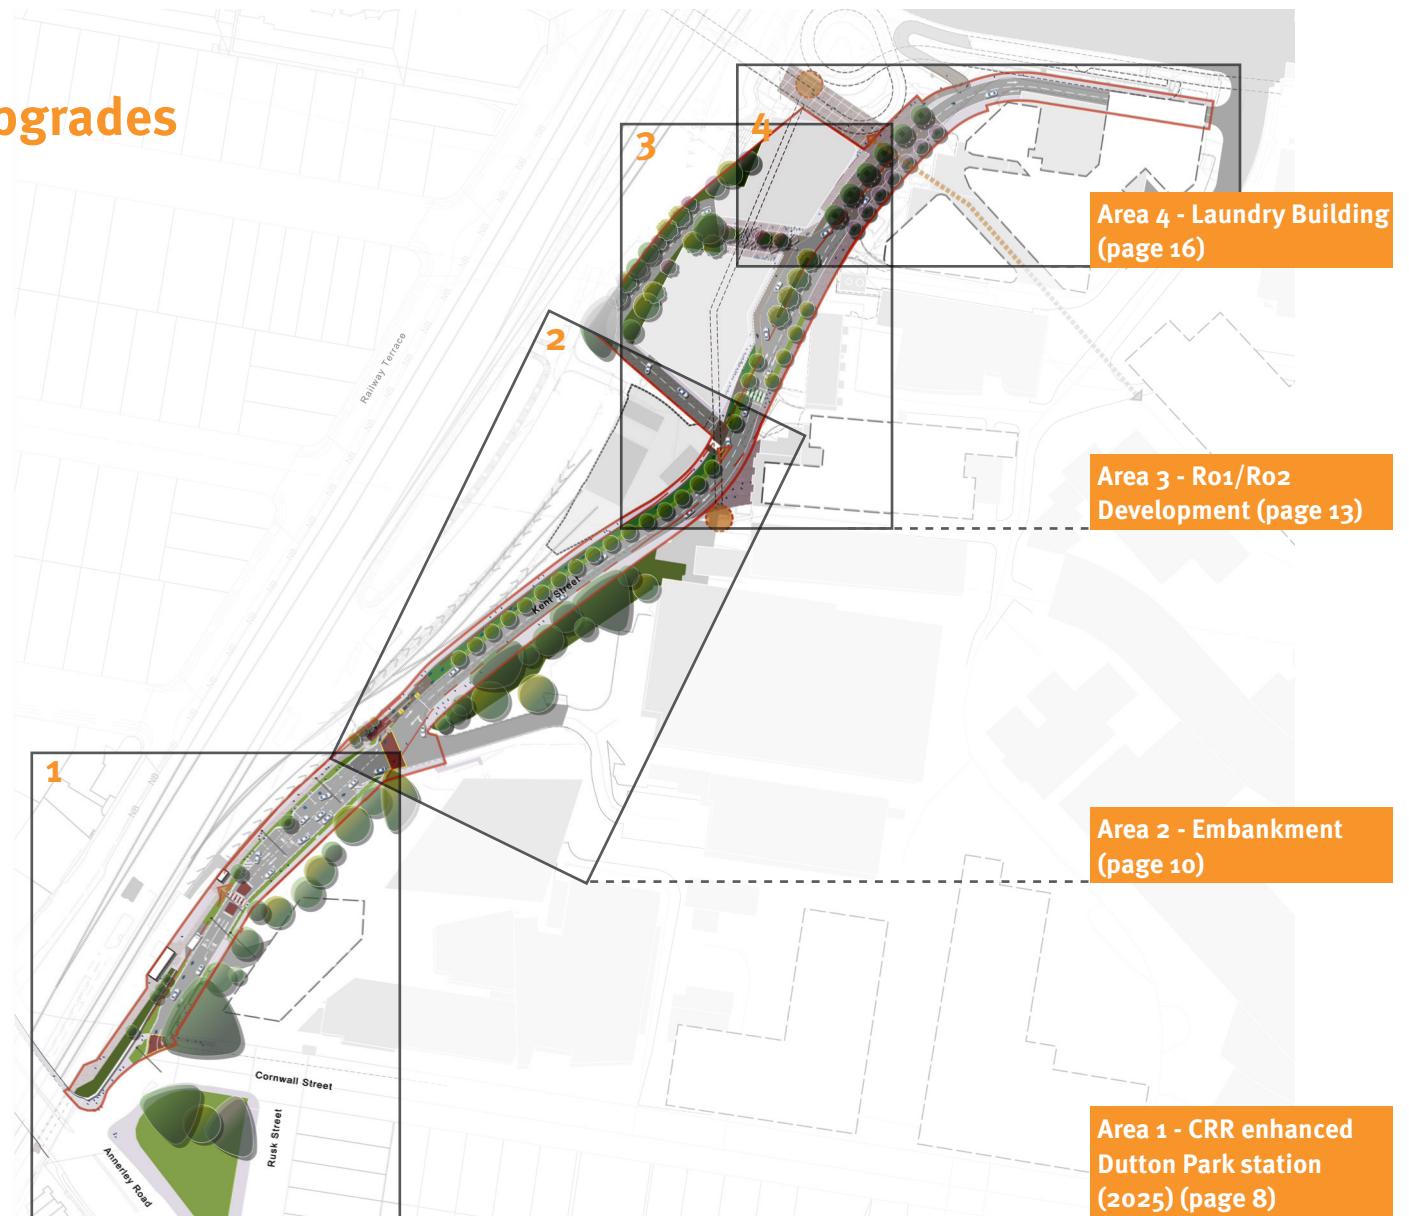 pgrades
4
3
Area 4 - Laundry Building
(page 16)
2
Railway Terrace
Area 3 - R01/R02
Development (page 13)
Kent Street
1
Area 2 - Embankment
(page 10)
Cornwall Street
Rusk Street
Annerley Road
Area 1 - CRR enhanced
Dutton Park station
(2025) (page 8)